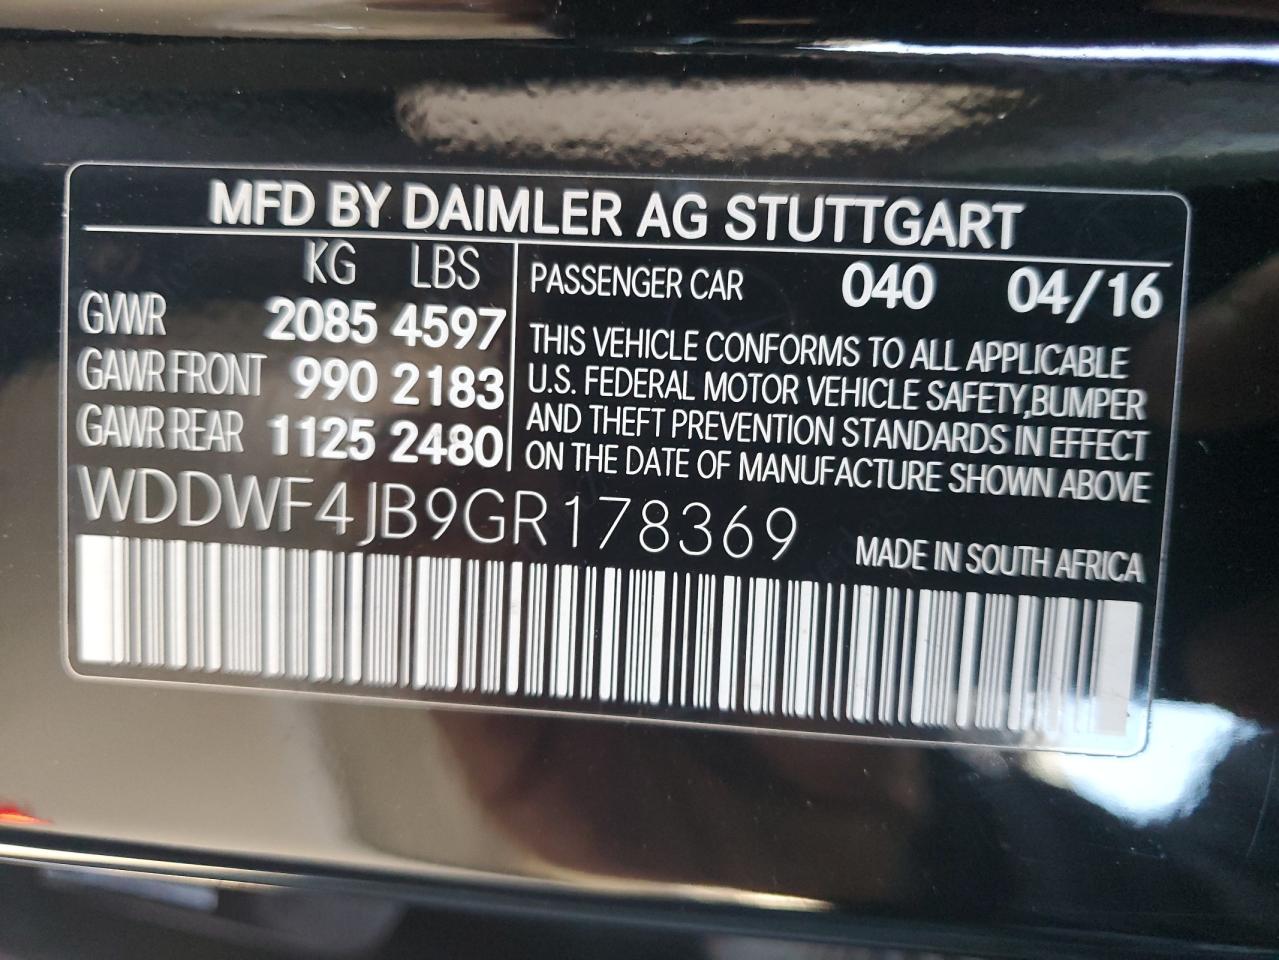 MFD BY DAIMLER AG STUTTGART
KG LBS
GVWR 2085 4597
GAWR FRONT 990 2183
GAWR REAR 1125 2480
PASSENGER CAR 040 04/16
THIS VEHICLE CONFORMS TO ALL APPLICABLE
U.S. FEDERAL MOTOR VEHICLE SAFETY,BUMPER
AND THEFT PREVENTION STANDARDS IN EFFECT
ON THE DATE OF MANUFACTURE SHOWN ABOVE
WDDWF4JB9GR178369
MADE IN SOUTH AFRICA